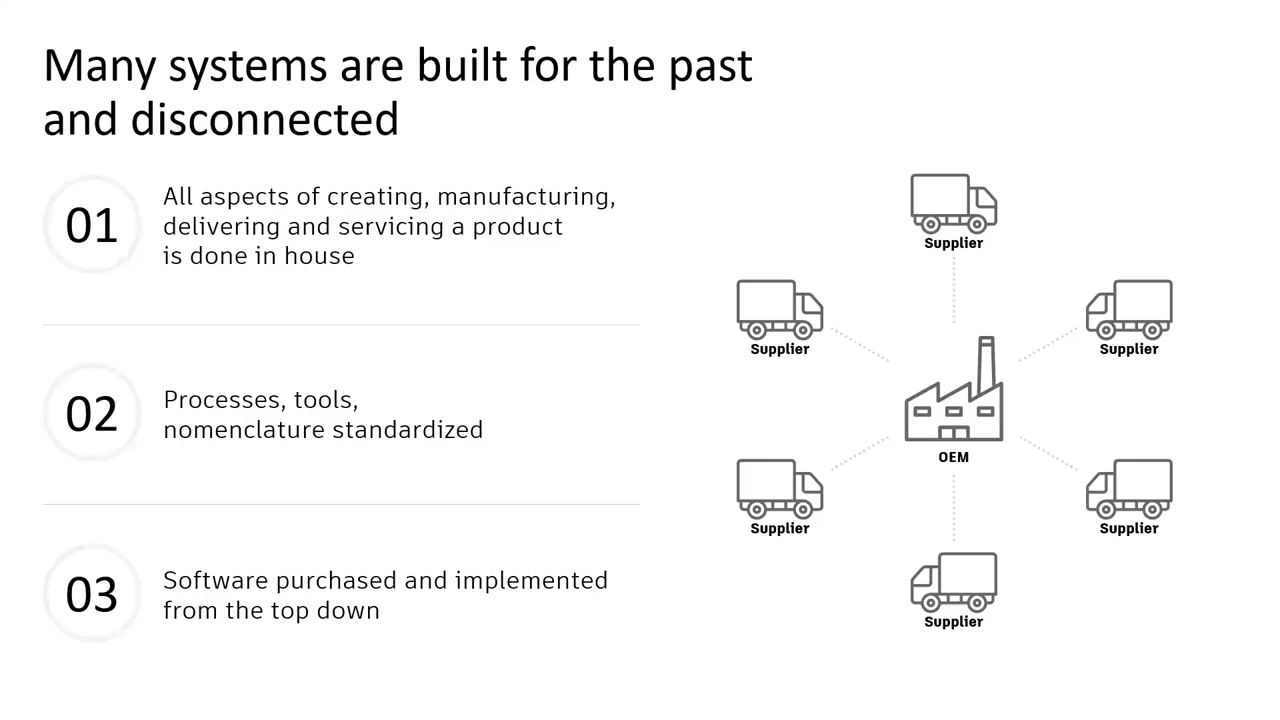 Many systems are built for the past
and disconnected
01
All aspects of creating, manufacturing,
delivering and servicing a product
is done in house
02
Processes, tools,
nomenclature standardized
03
Software purchased and implemented
from the top down
Supplier
Supplier
Supplier
OEM
Supplier
Supplier
Supplier